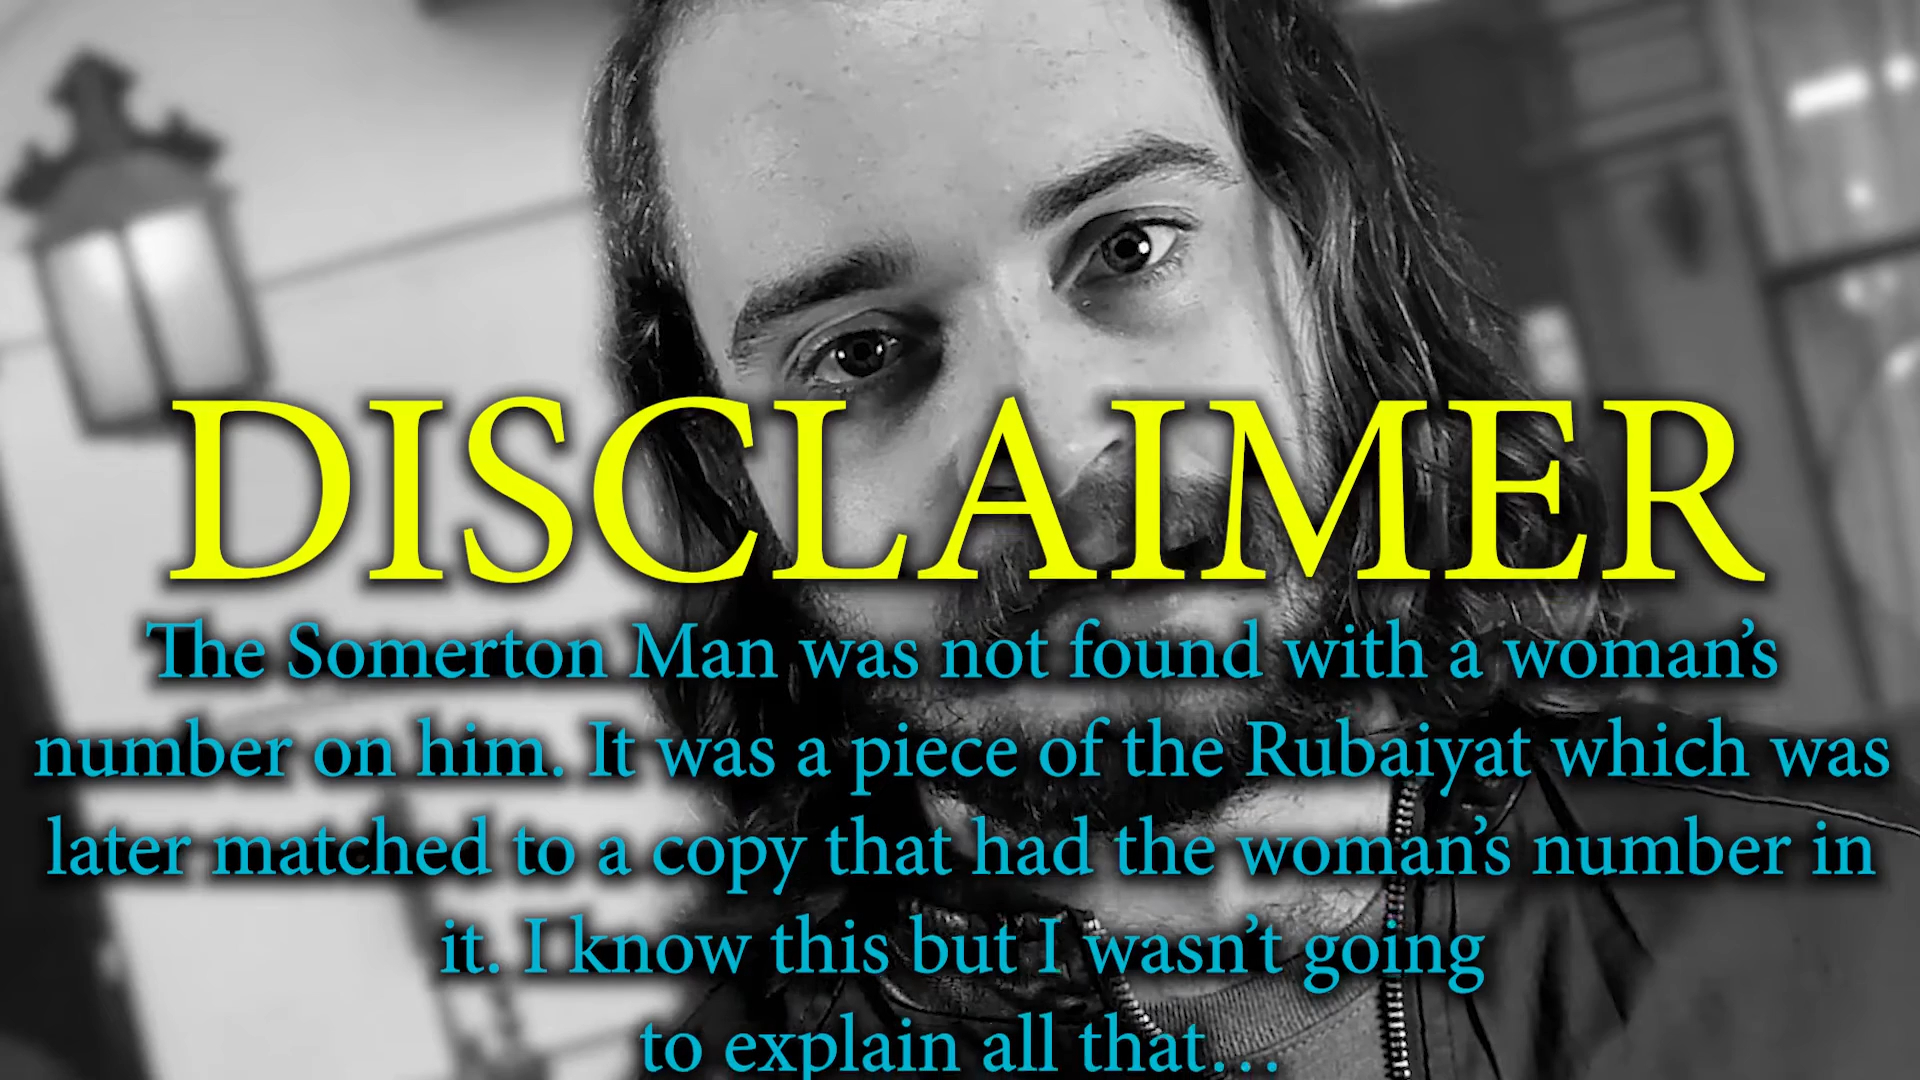 DISCLAIMER
The Somerton Man was not found with a woman’s
number on him. It was a piece of the Rubaiyat which was
later matched to a copy that had the woman’s number in
it. I know this but I wasn’t going
to explain all that…